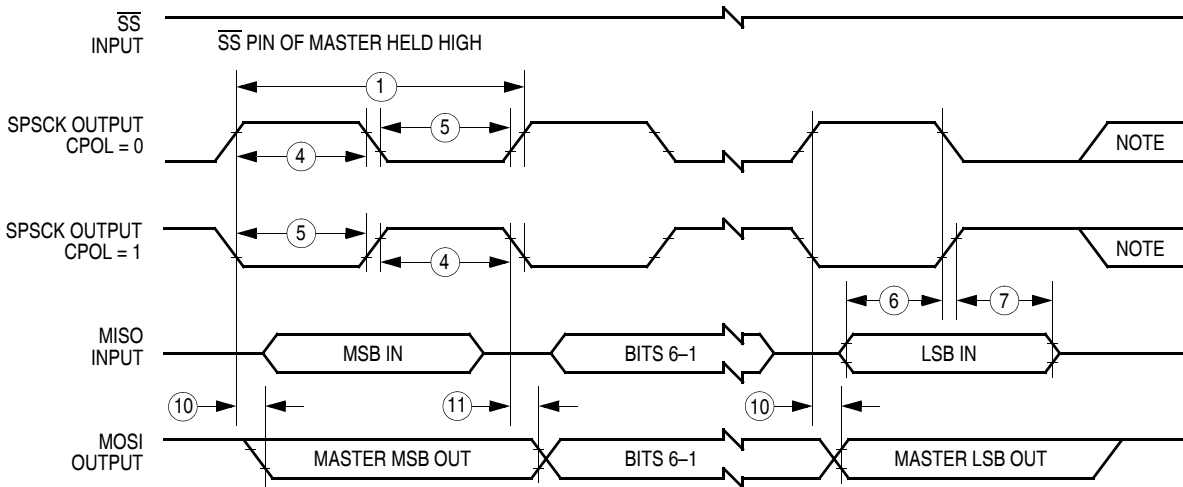 SS
INPUT
SS PIN OF MASTER HELD HIGH
1
SPSCK OUTPUT
CPOL = 0
5
4
NOTE
SPSCK OUTPUT
CPOL = 1
5
4
NOTE
6
7
MISO
INPUT
MSB IN
BITS 6–1
LSB IN
10
11
10
MOSI
OUTPUT
MASTER MSB OUT
BITS 6–1
MASTER LSB OUT